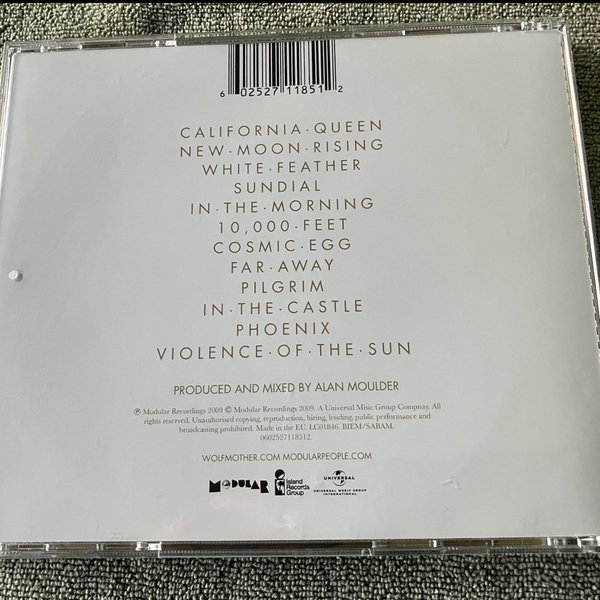 6 02527 11851 2
CALIFORNIA·QUEEN
NEW·MOON·RISING
WHITE·FEATHER
SUNDIAL
IN·THE·MORNING
10,000·FEET
COSMIC·EGG
FAR·AWAY
PILGRIM
IN·THE·CASTLE
PHOENIX
VIOLENCE·OF·THE·SUN
PRODUCED AND MIXED BY ALAN MOULDER
℗ Modular Recordings 2009 © Modular Recordings 2009. A Universal Misic Group Compnay. All
rights reserved. Unauthorised copying, reproduction, hiring, lending, public performance and
broadcasting prohibited. Made in the EU. LC01846. BIEM/SABAM.
0602527118512.
WOLFMOTHER.COM MODULARPEOPLE.COM
MODULAR
Island
Records
Group
UNIVERSAL
UNIVERSAL MUSIC GROUP
INTERNATIONAL